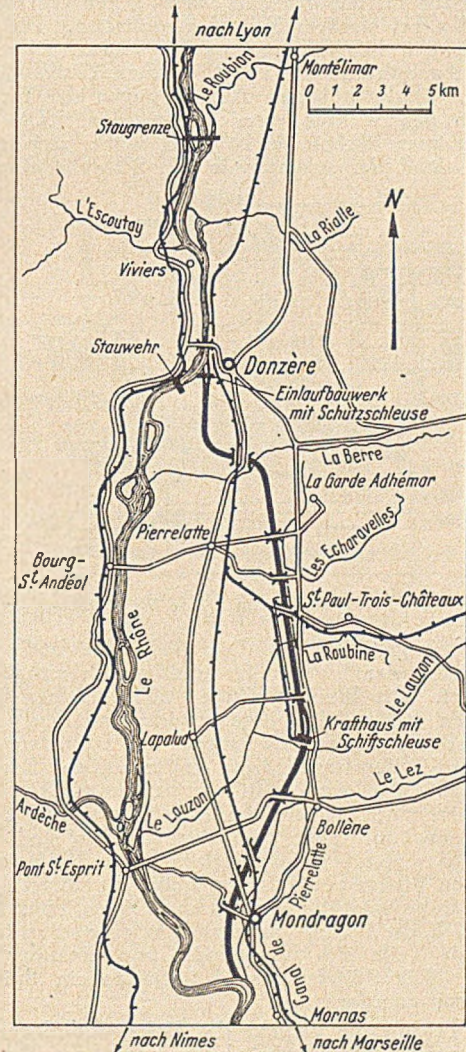 nach Lyon
Le Roubion
Montélimar
0 1 2 3 4 5 km
Staugrenze
L'Escoutay
La Rialle
N
Viviers
Stauwehr
Donzère
Einlaufbauwerk
mit Schutzschleuse
La Berre
La Garde Adhémar
Pierrelatte
Les Echaravelles
Bourg-
St. Andéol
St. Paul-Trois-Châteaux
Le Rhône
La Roubine
Le Lauzon
Lapalud
Krafthaus mit
Schiffschleuse
Le Lez
Ardèche
Le Lauzon
Bollène
Pont St. Esprit
Canal de Pierrelatte
Mondragon
Mornas
nach Nimes
nach Marseille